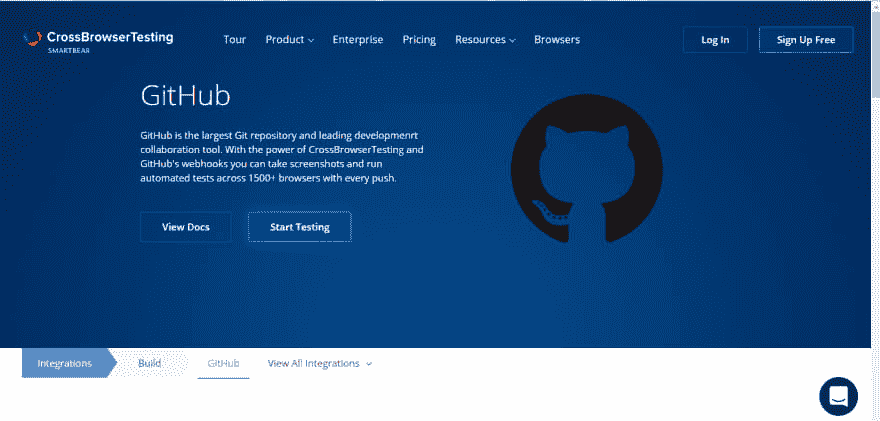 CrossBrowserTesting
SMARTBEAR
Tour Product Enterprise Pricing Resources Browsers Log In Sign Up Free
GitHub
GitHub is the largest Git repository and leading developmenrt
collaboration tool. With the power of CrossBrowserTesting and
GitHub's webhooks you can take screenshots and run
automated tests across 1500+ browsers with every push.
View Docs Start Testing
Integrations Build GitHub View All Integrations